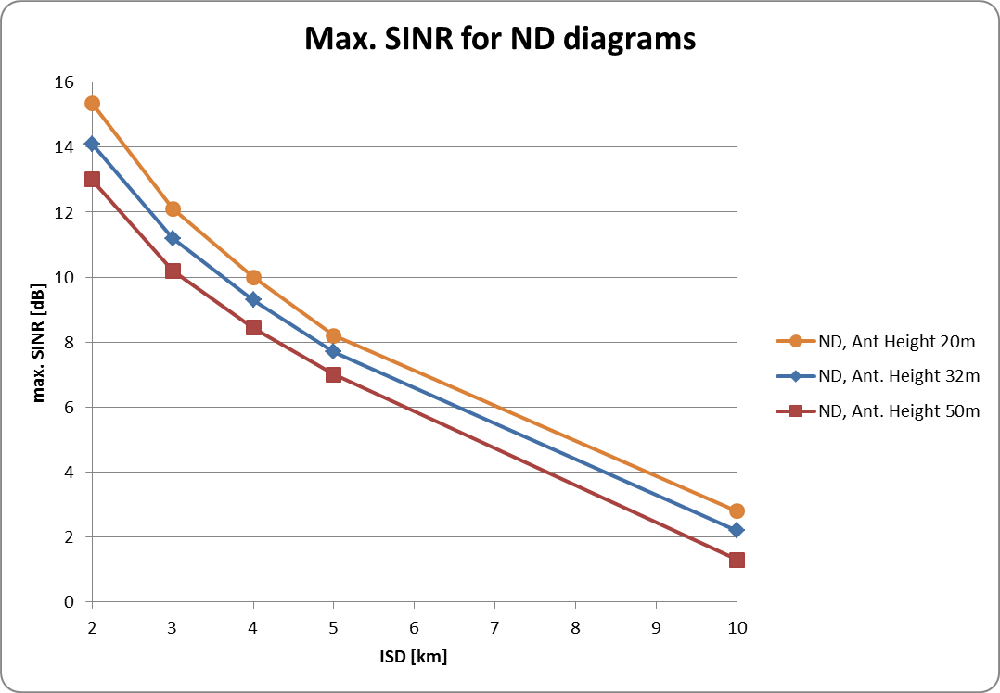 Max. SINR for ND diagrams
16
14
12
10
8
6
4
2
0
max. SINR [dB]
2 3 4 5 6 7 8 9 10
ISD [km]
ND, Ant Height 20m
ND, Ant. Height 32m
ND, Ant. Height 50m